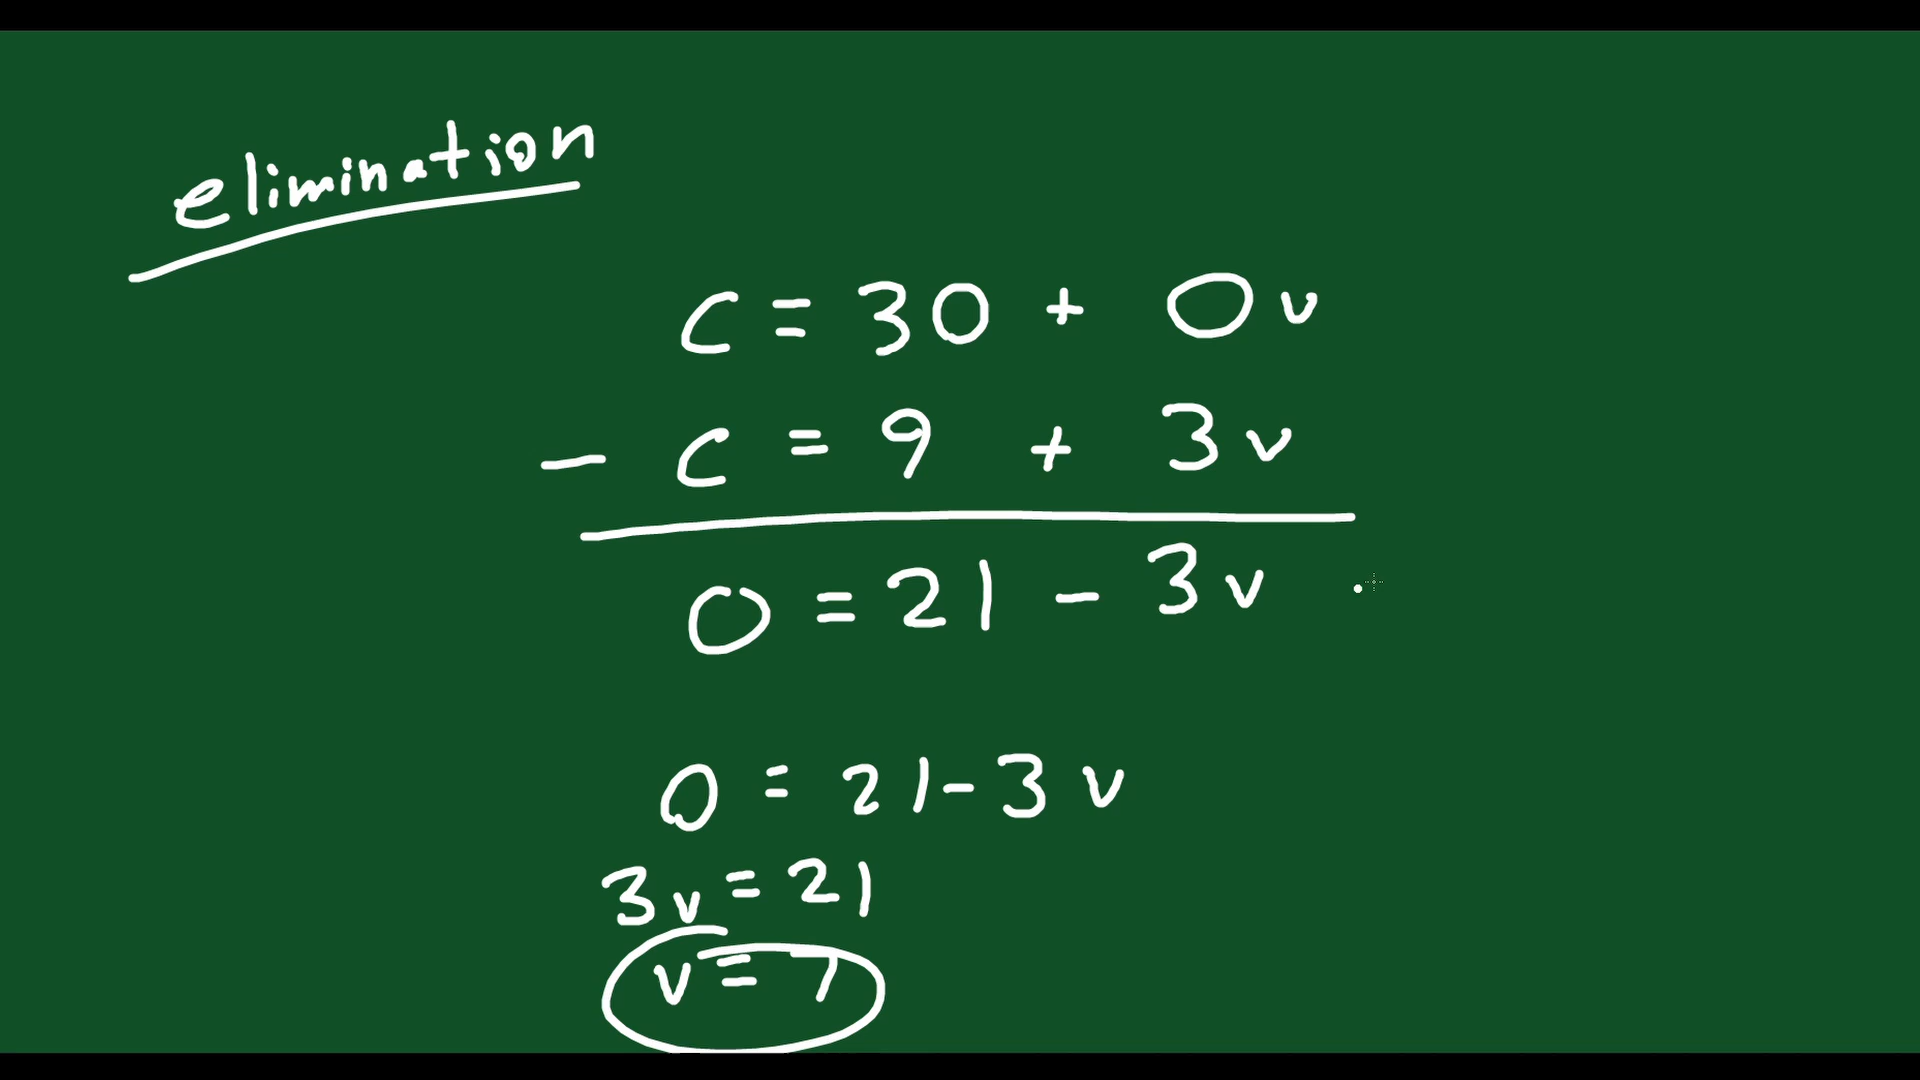 elimination
c = 30 + 0v
- c = 9 + 3v
0 = 21 - 3v
0 = 21 - 3v
3v = 21
v = 7